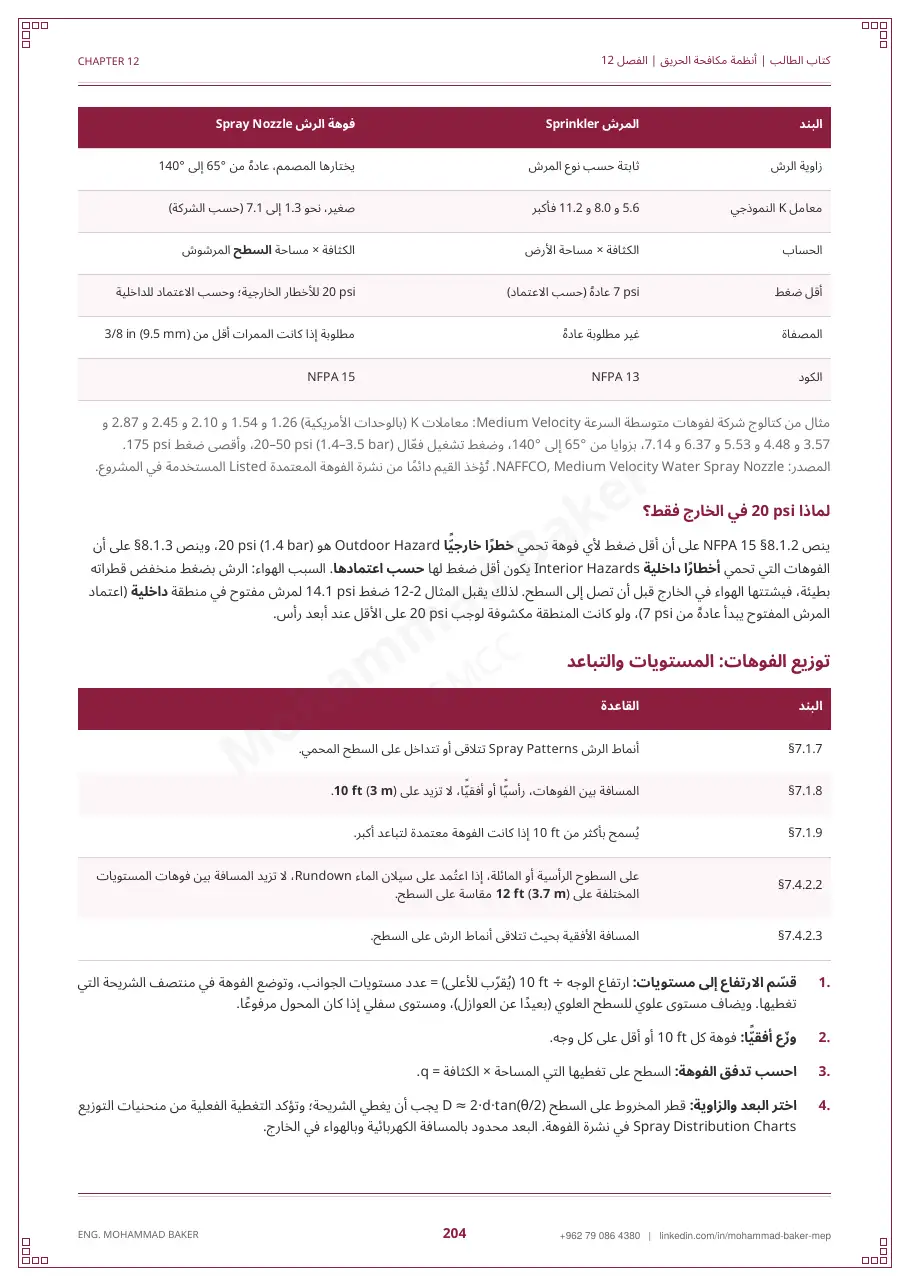 كتاب الطالب | أنظمة مكافحة الحريق | الفصل 12
CHAPTER 12
البند المرش Sprinkler فوهة الرش Spray Nozzle
زاوية الرش ثابتة حسب نوع المرش يختارها المصمم، عادةً من 65° إلى 140°
معامل K النموذجي 5.6 و 8.0 و 11.2 فأكبر صغير، نحو 1.3 إلى 7.1 (حسب الشركة)
الحساب الكثافة × مساحة الأرض الكثافة × مساحة السطح المرشوش
أقل ضغط 7 psi عادةً (حسب الاعتماد) 20 psi للأخطار الخارجية؛ وحسب الاعتماد للداخلية
المصفاة غير مطلوبة عادةً مطلوبة إذا كانت الممرات أقل من 3/8 in (9.5 mm)
الكود NFPA 13 NFPA 15
مثال من كتالوج شركة لفوهات متوسطة السرعة Medium Velocity: معاملات K (بالوحدات الأمريكية) 1.26 و 1.54 و 2.10 و 2.45 و 2.87 و
3.57 و 4.48 و 5.53 و 6.37 و 7.14، بزوايا من 65° إلى 140°، وضغط تشغيل فعّال 20–50 psi (1.4–3.5 bar)، وأقصى ضغط 175 psi.
المصدر: NAFFCO, Medium Velocity Water Spray Nozzle. تُؤخذ القيم دائمًا من نشرة الفوهة المعتمدة Listed المستخدمة في المشروع.
لماذا 20 psi في الخارج فقط؟
ينص NFPA 15 §8.1.2 على أن أقل ضغط لأي فوهة تحمي خطرًا خارجيًّا Outdoor Hazard هو 20 psi (1.4 bar)، وينص §8.1.3 على أن
الفوهات التي تحمي أخطارًا داخلية Interior Hazards يكون أقل ضغط لها حسب اعتمادها. السبب الهواء: الرش بضغط منخفض قطراته
بطيئة، فيشتتها الهواء في الخارج قبل أن تصل إلى السطح. لذلك يقبل المثال 2-12 ضغط 14.1 psi لمرش مفتوح في منطقة داخلية (اعتماد
المرش المفتوح يبدأ عادةً من 7 psi)، ولو كانت المنطقة مكشوفة لوجب 20 psi على الأقل عند أبعد رأس.
توزيع الفوهات: المستويات والتباعد
البند القاعدة
§7.1.7 أنماط الرش Spray Patterns تتلاقى أو تتداخل على السطح المحمي.
§7.1.8 المسافة بين الفوهات، رأسيًّا أو أفقيًّا، لا تزيد على 10 ft (3 m).
§7.1.9 يُسمح بأكثر من 10 ft إذا كانت الفوهة معتمدة لتباعد أكبر.
§7.4.2.2 على السطوح الرأسية أو المائلة، إذا اعتُمد على سيلان الماء Rundown، لا تزيد المسافة بين فوهات المستويات
المختلفة على 12 ft (3.7 m) مقاسة على السطح.
§7.4.2.3 المسافة الأفقية بحيث تتلاقى أنماط الرش على السطح.
1. قسّم الارتفاع إلى مستويات: ارتفاع الوجه ÷ 10 ft (يُقرّب للأعلى) = عدد مستويات الجوانب، وتوضع الفوهة في منتصف الشريحة التي
تغطيها. ويضاف مستوى علوي للسطح العلوي (بعيدًا عن العوازل)، ومستوى سفلي إذا كان المحول مرفوعًا.
2. وزّع أفقيًّا: فوهة كل 10 ft أو أقل على كل وجه.
3. احسب تدفق الفوهة: السطح على تغطيها التي المساحة × الكثافة = q.
4. اختر البعد والزاوية: قطر المخروط على السطح D ≈ 2·d·tan(θ/2) يجب أن يغطي الشريحة؛ وتؤكد التغطية الفعلية من منحنيات التوزيع
Spray Distribution Charts في نشرة الفوهة. البعد محدود بالمسافة الكهربائية وبالهواء في الخارج.
ENG. MOHAMMAD BAKER
204
+962 79 086 4380 | linkedin.com/in/mohammad-baker-mep
Mohammad Baker